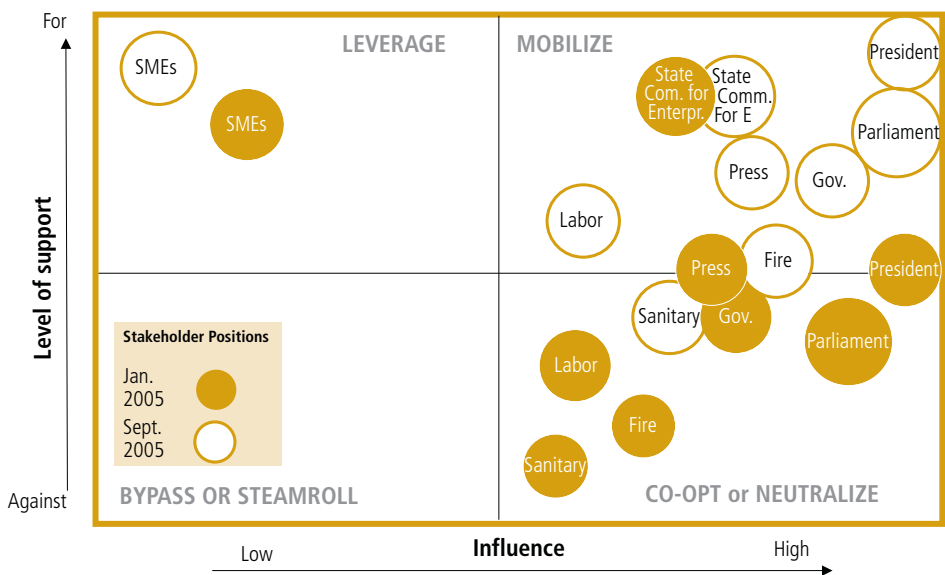 For
LEVERAGE
MOBILIZE
SMEs
SMEs
State
Com. for
Enterpr.
State
Comm.
For E
President
Parliament
Press
Gov.
Labor
Level of support
Press
Fire
President
Sanitary
Gov.
Parliament
Stakeholder Positions
Jan.
2005
Sept.
2005
Labor
Fire
Sanitary
Against
BYPASS OR STEAMROLL
CO-OPT or NEUTRALIZE
Low
Influence
High